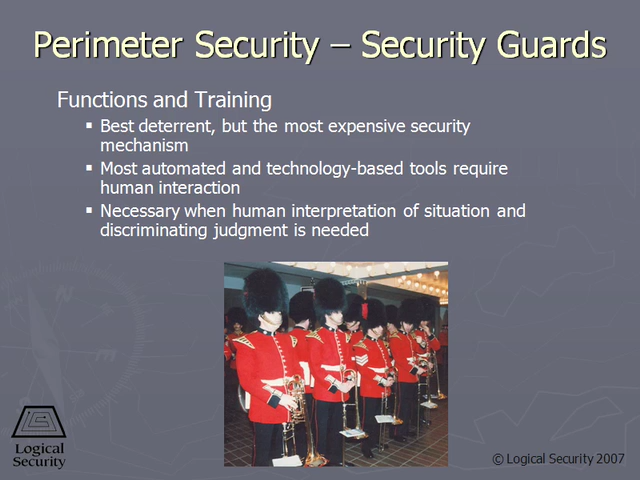 Perimeter Security – Security Guards
Functions and Training
▪ Best deterrent, but the most expensive security
mechanism
▪ Most automated and technology-based tools require
human interaction
▪ Necessary when human interpretation of situation and
discriminating judgment is needed
Logical
Security
© Logical Security 2007